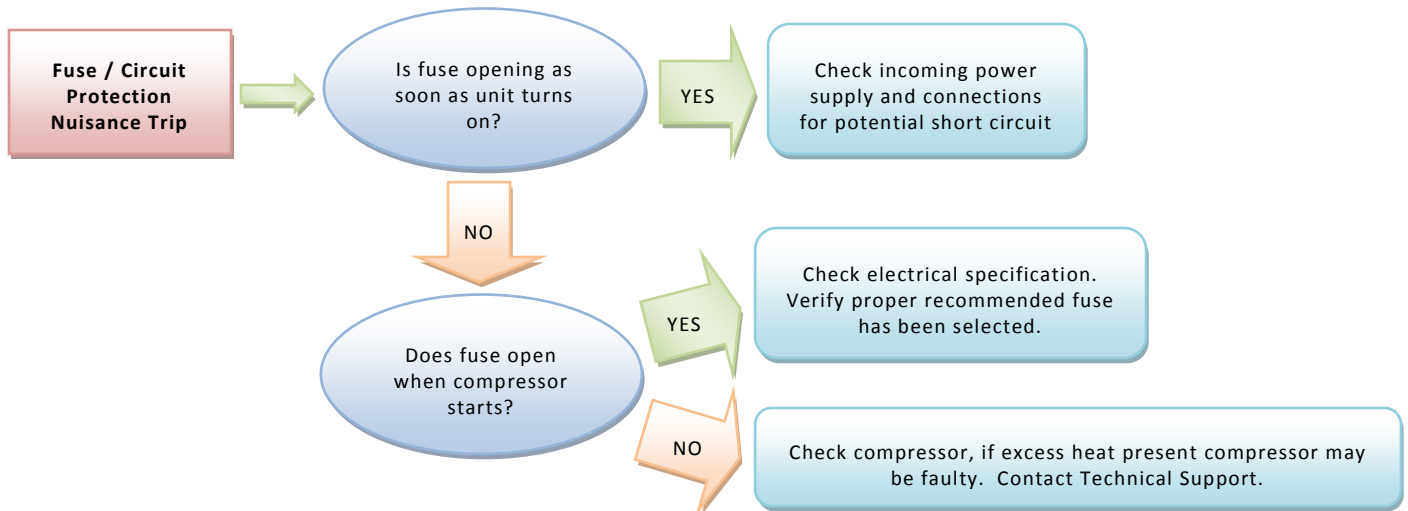 Fuse / Circuit
Protection
Nuisance Trip
Is fuse opening as
soon as unit turns
on?
YES
Check incoming power
supply and connections
for potential short circuit
NO
Does fuse open
when compressor
starts?
YES
Check electrical specification.
Verify proper recommended fuse
has been selected.
NO
Check compressor, if excess heat present compressor may
be faulty. Contact Technical Support.